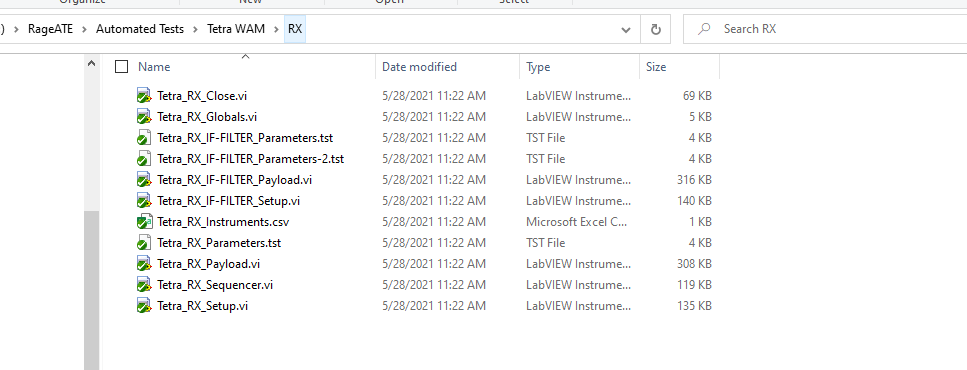 Organize New Open Select
) RageATE Automated Tests Tetra WAM RX Search RX
Name Date modified Type Size
Tetra_RX_Close.vi 5/28/2021 11:22 AM LabVIEW Instrume... 69 KB
Tetra_RX_Globals.vi 5/28/2021 11:22 AM LabVIEW Instrume... 5 KB
Tetra_RX_IF-FILTER_Parameters.tst 5/28/2021 11:22 AM TST File 4 KB
Tetra_RX_IF-FILTER_Parameters-2.tst 5/28/2021 11:22 AM TST File 4 KB
Tetra_RX_IF-FILTER_Payload.vi 5/28/2021 11:22 AM LabVIEW Instrume... 316 KB
Tetra_RX_IF-FILTER_Setup.vi 5/28/2021 11:22 AM LabVIEW Instrume... 140 KB
Tetra_RX_Instruments.csv 5/28/2021 11:22 AM Microsoft Excel C... 1 KB
Tetra_RX_Parameters.tst 5/28/2021 11:22 AM TST File 4 KB
Tetra_RX_Payload.vi 5/28/2021 11:22 AM LabVIEW Instrume... 308 KB
Tetra_RX_Sequencer.vi 5/28/2021 11:22 AM LabVIEW Instrume... 119 KB
Tetra_RX_Setup.vi 5/28/2021 11:22 AM LabVIEW Instrume... 135 KB